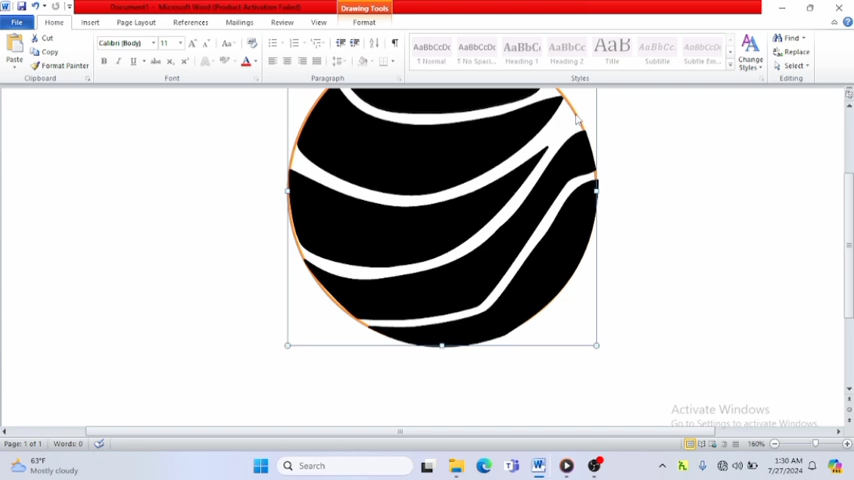 Document1 - Microsoft Word (Product Activation Failed)
Drawing Tools
File Home Insert Page Layout References Mailings Review View Format
Paste Cut Copy Format Painter
Calibri (Body) 11
AaBbCcDc AaBbCcDc AaBbCc AaBbCc AaB AaBbCc AaBbCcDc
1 Normal 1 No Spaci... Heading 1 Heading 2 Title Subtitle Subtle Em...
Change Styles
Find Replace Select
Clipboard Font Paragraph Styles Editing
Activate Windows
Go to Settings to activate Windows.
Page: 1 of 1 Words: 0 160%
63°F
Mostly cloudy
Search
1:30 AM
7/27/2024